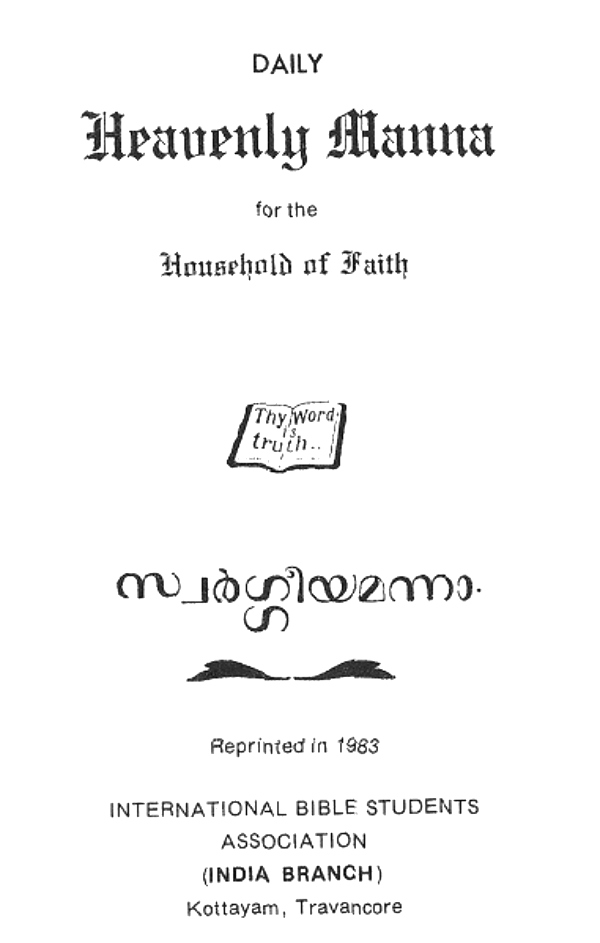 DAILY
Heavenly Manna
for the
Household of Faith
Thy Word
is
truth..
സ്വർഗ്ഗീയമന്നാ.
Reprinted in 1983
INTERNATIONAL BIBLE STUDENTS
ASSOCIATION
(INDIA BRANCH)
Kottayam, Travancore